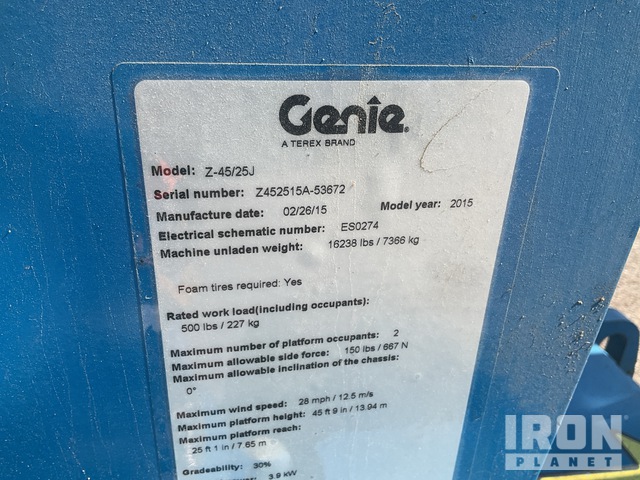 Genie.
A TEREX BRAND
Model: Z-45/25J
Serial number: Z452515A-53672
Manufacture date: 02/26/15 Model year: 2015
Electrical schematic number: ES0274
Machine unladen weight: 16238 lbs / 7366 kg
Foam tires required: Yes
Rated work load(including occupants):
500 lbs / 227 kg
Maximum number of platform occupants: 2
Maximum allowable side force: 150 lbs / 667 N
Maximum allowable inclination of the chassis:
0°
Maximum wind speed: 28 mph / 12.5 m/s
Maximum platform height: 45 ft 9 in / 13.94 m
Maximum platform reach:
25 ft 1 in / 7.65 m
Gradeability: 30%
3.9 kW
IRON
PLANET